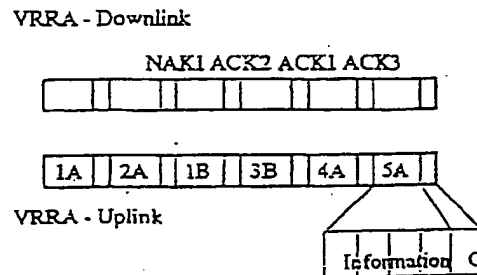 VRRA - Downlink
NAK1 ACK2 ACK1 ACK3
1A 2A 1B 3B 4A 5A
VRRA - Uplink
Information C